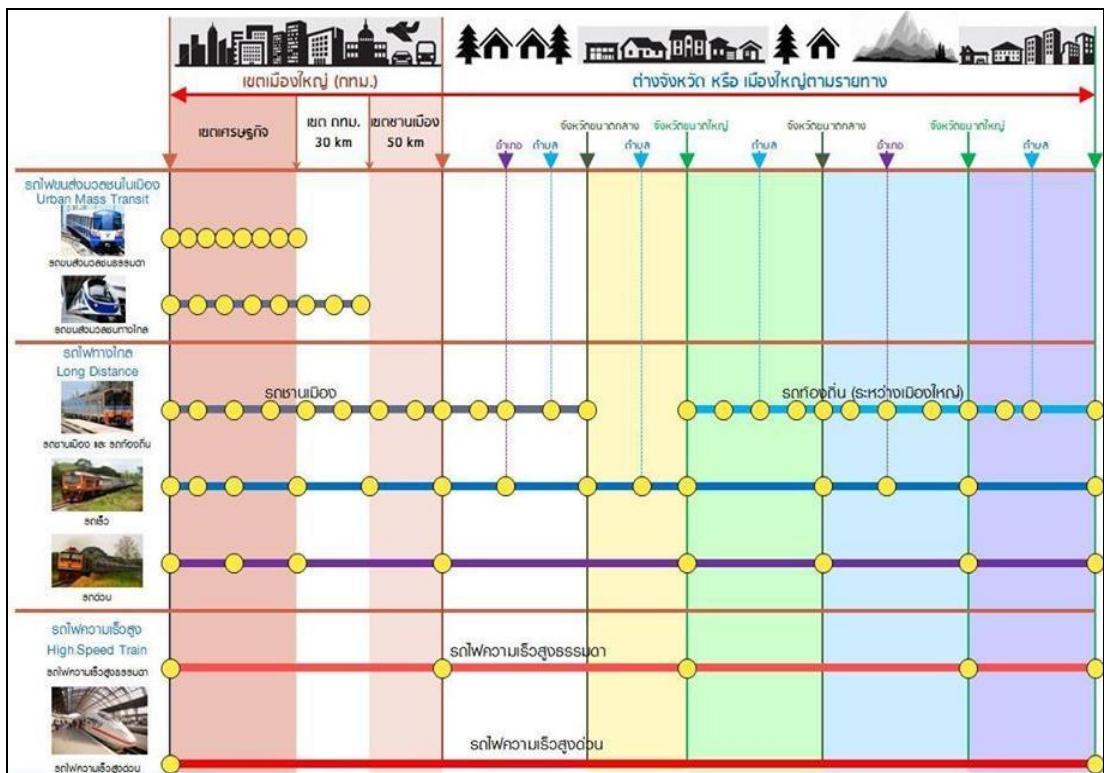 เขตเมืองใหญ่ (กทม.)
ต่างจังหวัด หรือ เมืองใหญ่ตามรายทาง
เขตเศรษฐกิจ
เขต กทม.
30 km
เขตชานเมือง
50 km
อำเภอ
ตำบล
จังหวัดขนาดกลาง
ตำบล
จังหวัดขนาดใหญ่
ตำบล
จังหวัดขนาดกลาง
อำเภอ
จังหวัดขนาดใหญ่
ตำบล
รถไฟขนส่งมวลชนในเมือง
Urban Mass Transit
รถขนส่งมวลชนธรรมดา
รถขนส่งมวลชนทางไกล
รถไฟทางไกล
Long Distance
รถชานเมือง
รถท้องถิ่น (ระหว่างเมืองใหญ่)
รถชานเมือง และ รถท้องถิ่น
รถเร็ว
รถด่วน
รถไฟความเร็วสูง
High Speed Train
รถไฟความเร็วสูงธรรมดา
รถไฟความเร็วสูงธรรมดา
รถไฟความเร็วสูงด่วน
รถไฟความเร็วสูงด่วน